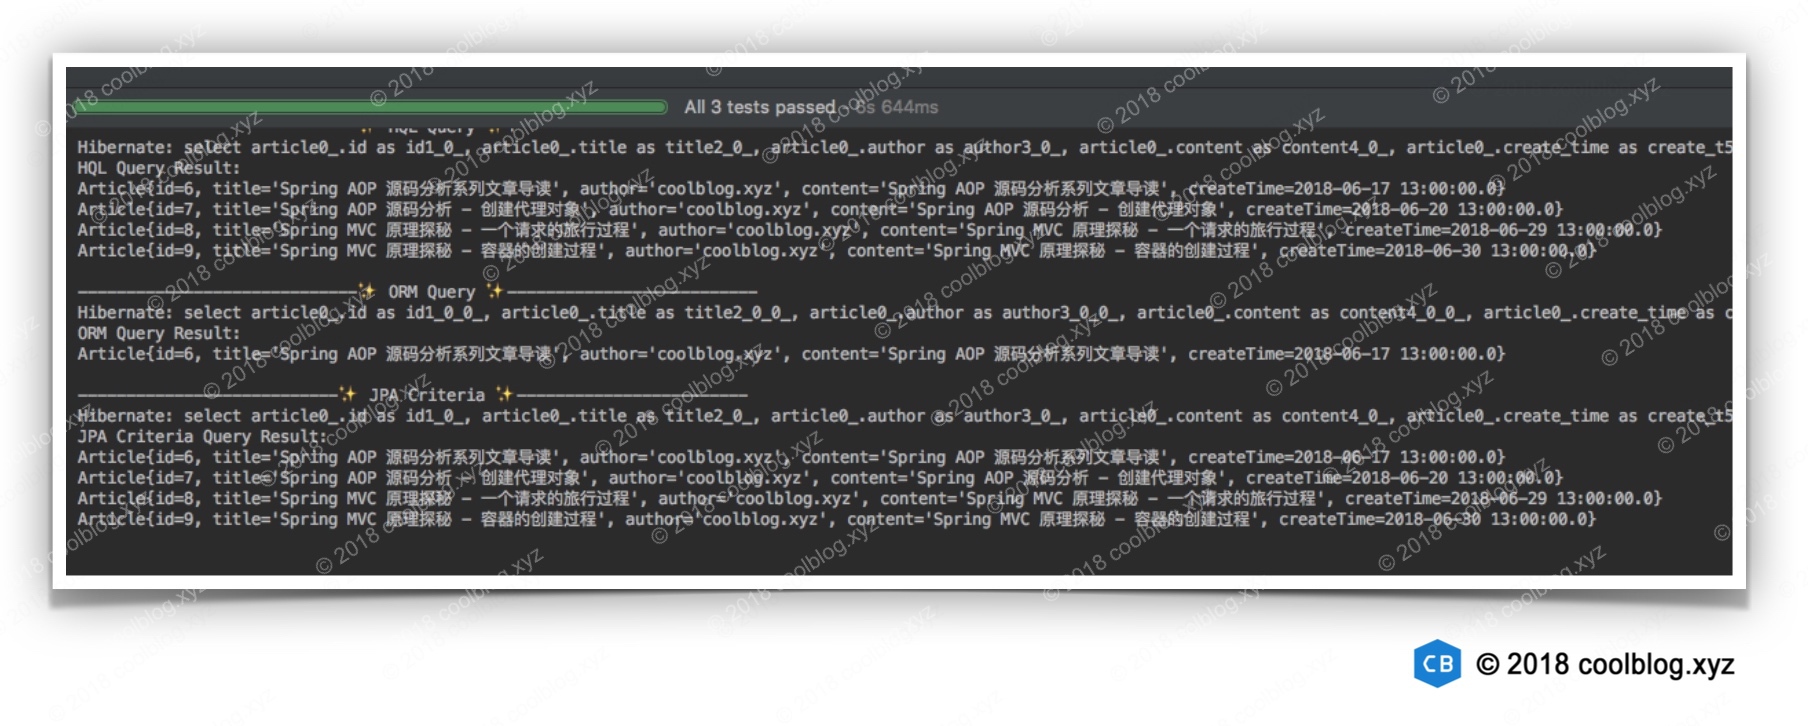 All 3 tests passed - 6s 644ms
✨ HQL Query ✨
Hibernate: select article0_.id as id1_0_, article0_.title as title2_0_, article0_.author as author3_0_, article0_.content as content4_0_, article0_.create_time as create_t5
HQL Query Result:
Article{id=6, title='Spring AOP 源码分析系列文章导读', author='coolblog.xyz', content='Spring AOP 源码分析系列文章导读', createTime=2018-06-17 13:00:00.0}
Article{id=7, title='Spring AOP 源码分析 - 创建代理对象', author='coolblog.xyz', content='Spring AOP 源码分析 - 创建代理对象', createTime=2018-06-20 13:00:00.0}
Article{id=8, title='Spring MVC 原理探秘 - 一个请求的旅行过程', author='coolblog.xyz', content='Spring MVC 原理探秘 - 一个请求的旅行过程', createTime=2018-06-29 13:00:00.0}
Article{id=9, title='Spring MVC 原理探秘 - 容器的创建过程', author='coolblog.xyz', content='Spring MVC 原理探秘 - 容器的创建过程', createTime=2018-06-30 13:00:00.0}
-----------------------------✨ ORM Query ✨--------------------------
Hibernate: select article0_.id as id1_0_0_, article0_.title as title2_0_0_, article0_.author as author3_0_0_, article0_.content as content4_0_0_, article0_.create_time as c
ORM Query Result:
Article{id=6, title='Spring AOP 源码分析系列文章导读', author='coolblog.xyz', content='Spring AOP 源码分析系列文章导读', createTime=2018-06-17 13:00:00.0}
---------------------------✨ JPA Criteria ✨------------------------
Hibernate: select article0_.id as id1_0_, article0_.title as title2_0_, article0_.author as author3_0_, article0_.content as content4_0_, article0_.create_time as create_t5
JPA Criteria Query Result:
Article{id=6, title='Spring AOP 源码分析系列文章导读', author='coolblog.xyz', content='Spring AOP 源码分析系列文章导读', createTime=2018-06-17 13:00:00.0}
Article{id=7, title='Spring AOP 源码分析 - 创建代理对象', author='coolblog.xyz', content='Spring AOP 源码分析 - 创建代理对象', createTime=2018-06-20 13:00:00.0}
Article{id=8, title='Spring MVC 原理探秘 - 一个请求的旅行过程', author='coolblog.xyz', content='Spring MVC 原理探秘 - 一个请求的旅行过程', createTime=2018-06-29 13:00:00.0}
Article{id=9, title='Spring MVC 原理探秘 - 容器的创建过程', author='coolblog.xyz', content='Spring MVC 原理探秘 - 容器的创建过程', createTime=2018-06-30 13:00:00.0}
CB © 2018 coolblog.xyz